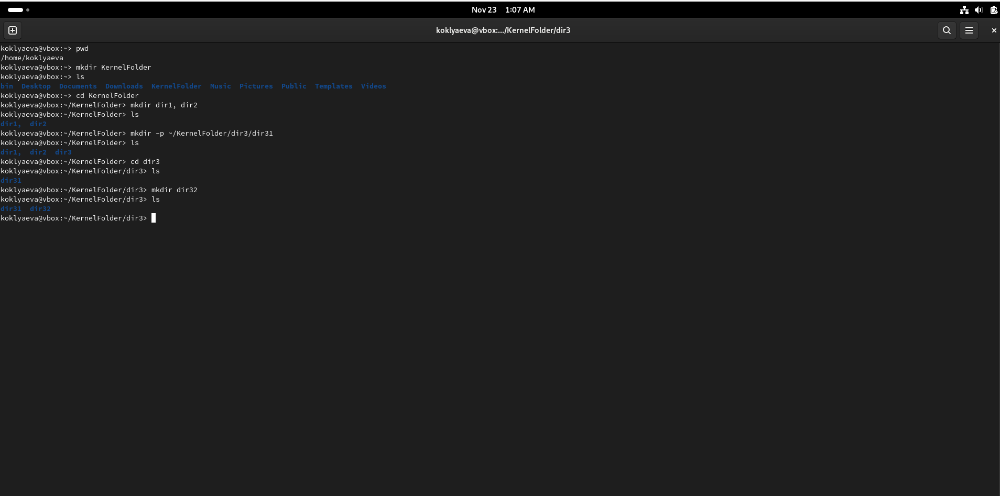 Nov 23 1:07 AM
koklyaeva@vbox:.../KernelFolder/dir3
koklyaeva@vbox:~> pwd
/home/koklyaeva
koklyaeva@vbox:~> mkdir KernelFolder
koklyaeva@vbox:~> ls
bin  Desktop  Documents  Downloads  KernelFolder  Music  Pictures  Public  Templates  Videos
koklyaeva@vbox:~> cd KernelFolder
koklyaeva@vbox:~/KernelFolder> mkdir dir1, dir2
koklyaeva@vbox:~/KernelFolder> ls
dir1,  dir2
koklyaeva@vbox:~/KernelFolder> mkdir -p ~/KernelFolder/dir3/dir31
koklyaeva@vbox:~/KernelFolder> ls
dir1,  dir2  dir3
koklyaeva@vbox:~/KernelFolder> cd dir3
koklyaeva@vbox:~/KernelFolder/dir3> ls
dir31
koklyaeva@vbox:~/KernelFolder/dir3> mkdir dir32
koklyaeva@vbox:~/KernelFolder/dir3> ls
dir31  dir32
koklyaeva@vbox:~/KernelFolder/dir3>